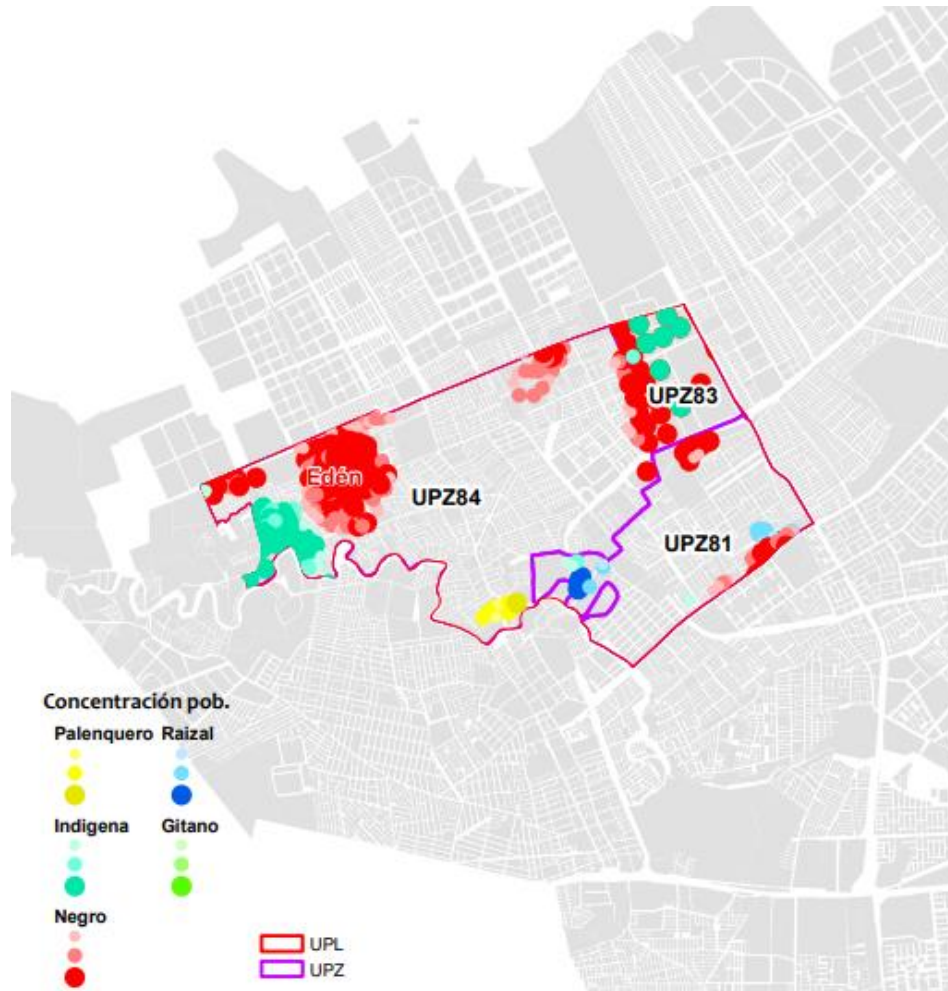 UPZ83
Edén
UPZ84
UPZ81
Concentración pob.
Palenquero Raizal
Indigena Gitano
Negro
UPL
UPZ